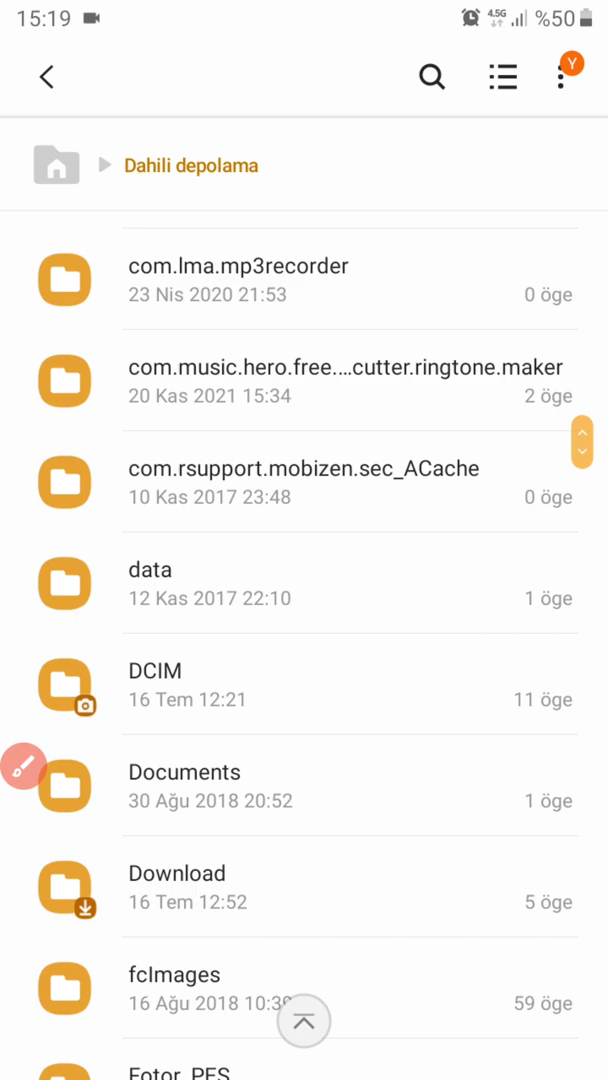 15:19 4.5G %50
Y
Dahili depolama
com.lma.mp3recorder
23 Nis 2020 21:53 0 öge
com.music.hero.free....cutter.ringtone.maker
20 Kas 2021 15:34 2 öge
com.rsupport.mobizen.sec_ACache
10 Kas 2017 23:48 0 öge
data
12 Kas 2017 22:10 1 öge
DCIM
16 Tem 12:21 11 öge
Documents
30 Ağu 2018 20:52 1 öge
Download
16 Tem 12:52 5 öge
fcImages
16 Ağu 2018 59 öge
Fotor_PES